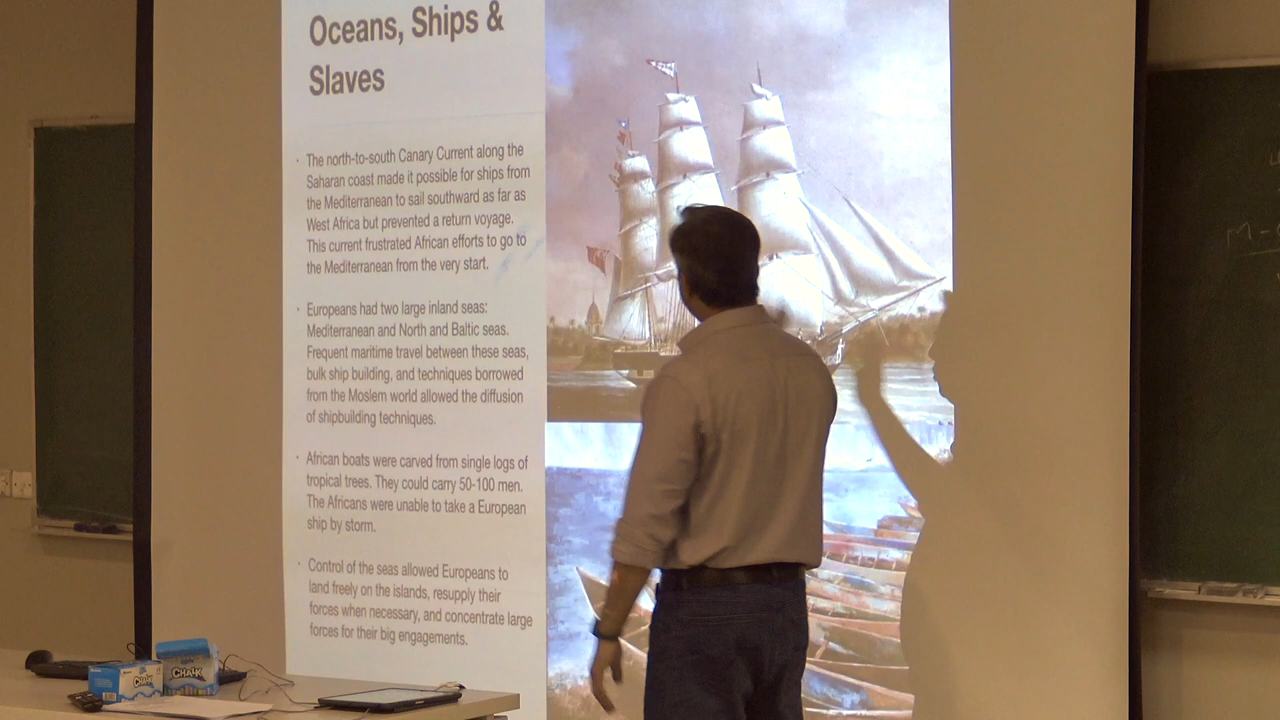 Oceans, Ships &
Slaves
· The north-to-south Canary Current along the
Saharan coast made it possible for ships from
the Mediterranean to sail southward as far as
West Africa but prevented a return voyage.
This current frustrated African efforts to go to
the Mediterranean from the very start.
· Europeans had two large inland seas:
Mediterranean and North and Baltic seas.
Frequent maritime travel between these seas,
bulk ship building, and techniques borrowed
from the Moslem world allowed the diffusion
of shipbuilding techniques.
· African boats were carved from single logs of
tropical trees. They could carry 50-100 men.
The Africans were unable to take a European
ship by storm.
· Control of the seas allowed Europeans to
land freely on the islands, resupply their
forces when necessary, and concentrate large
forces for their big engagements.
CHALK
CHALK